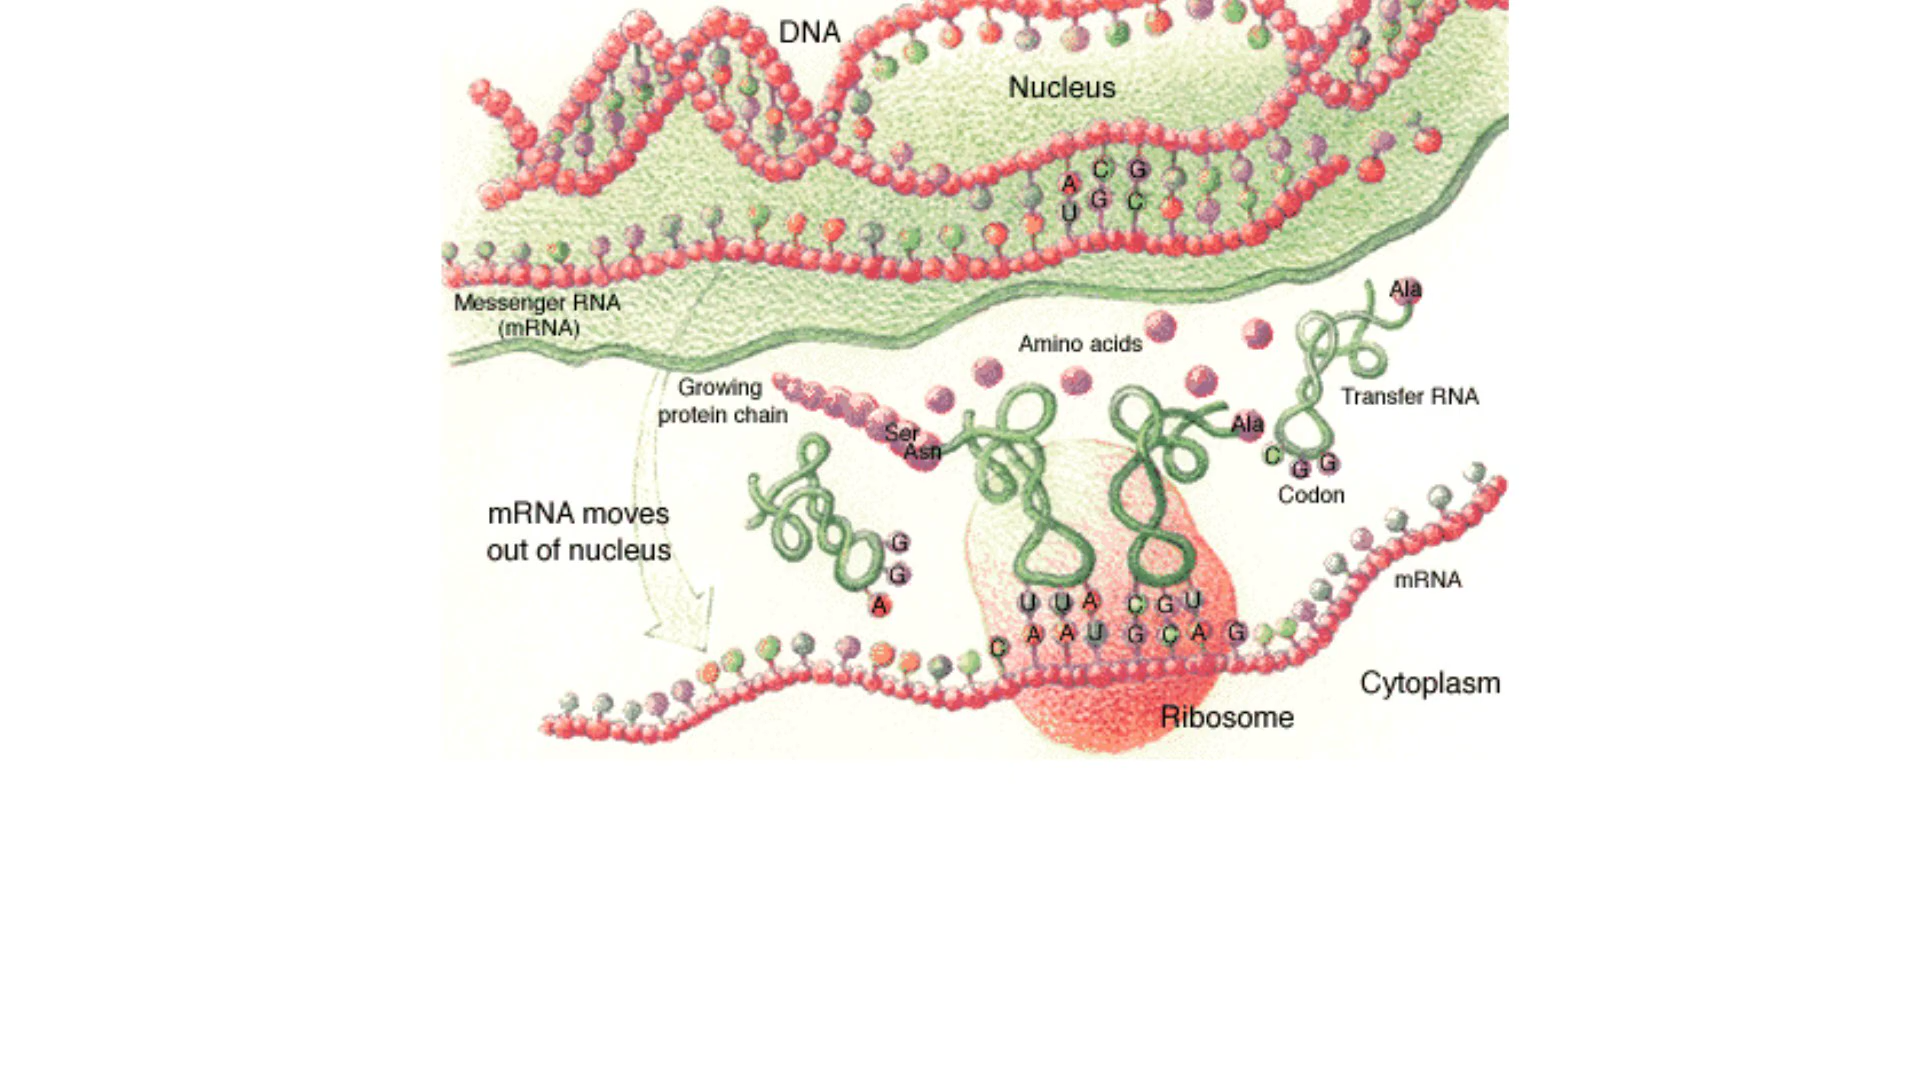 DNA
Nucleus
A C G
U G C
Messenger RNA
(mRNA)
Ala
Amino acids
Growing
protein chain
Transfer RNA
Ser
Asn
Ala
C G G
Codon
mRNA moves
out of nucleus
G
G
A
mRNA
U U A C G U
C A A U G C A G
Cytoplasm
Ribosome